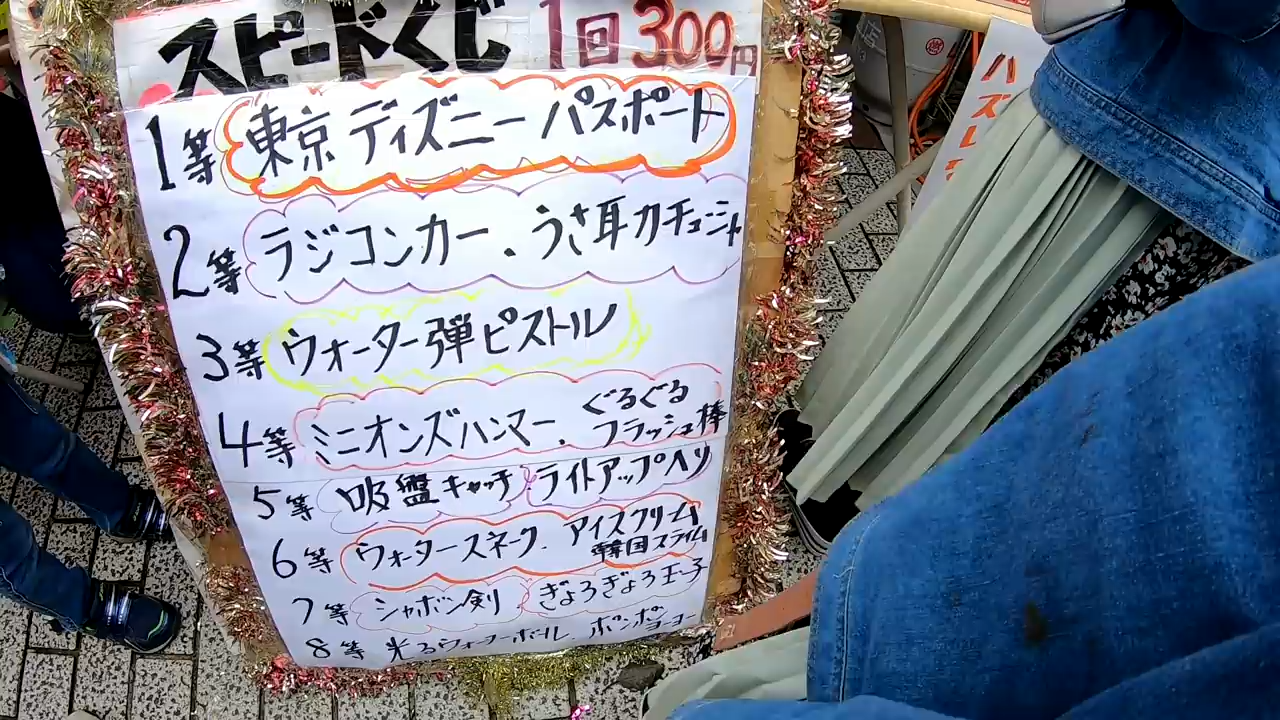 スピードくじ 1回300円
1等 東京ディズニーパスポート
2等 ラジコンカー、うさ耳カチューシャ
3等 ウォーター弾ピストル
4等 ミニオンズハンマー、ぐるぐる
フラッシュ棒
5等 吸盤キャッチ ライトアップヘリ
6等 ウォータースネーク、アイスクリーム
韓国スライム
7等 シャボン剣 ぎょろぎょろ王子
8等 光るウォーターボール、ポンポン
ヨーヨー
ハズレ